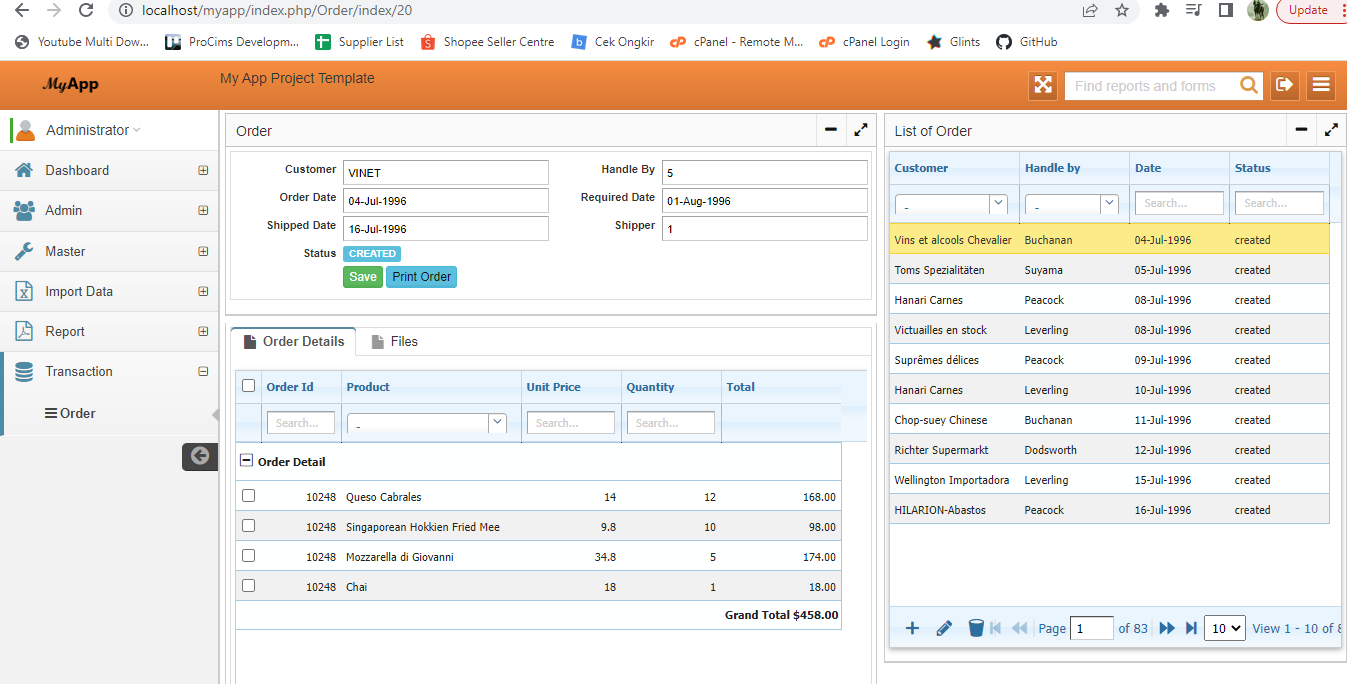 localhost/myapp/index.php/Order/index/20
Update
Youtube Multi Dow... ProCims Developm... Supplier List Shopee Seller Centre Cek Ongkir cPanel - Remote M... cPanel Login Glints GitHub
MyApp
My App Project Template
Find reports and forms
Administrator
Dashboard
Admin
Master
Import Data
Report
Transaction
Order
Order
Customer VINET Handle By 5
Order Date 04-Jul-1996 Required Date 01-Aug-1996
Shipped Date 16-Jul-1996 Shipper 1
Status CREATED
Save Print Order
Order Details Files
Order Id Product Unit Price Quantity Total
Search... - Search... Search...
Order Detail
10248 Queso Cabrales 14 12 168.00
10248 Singaporean Hokkien Fried Mee 9.8 10 98.00
10248 Mozzarella di Giovanni 34.8 5 174.00
10248 Chai 18 1 18.00
Grand Total $458.00
List of Order
Customer Handle by Date Status
- - Search... Search...
Vins et alcools Chevalier Buchanan 04-Jul-1996 created
Toms Spezialitäten Suyama 05-Jul-1996 created
Hanari Carnes Peacock 08-Jul-1996 created
Victuailles en stock Leverling 08-Jul-1996 created
Suprêmes délices Peacock 09-Jul-1996 created
Hanari Carnes Leverling 10-Jul-1996 created
Chop-suey Chinese Buchanan 11-Jul-1996 created
Richter Supermarkt Dodsworth 12-Jul-1996 created
Wellington Importadora Leverling 15-Jul-1996 created
HILARION-Abastos Peacock 16-Jul-1996 created
Page 1 of 83 10 View 1 - 10 of